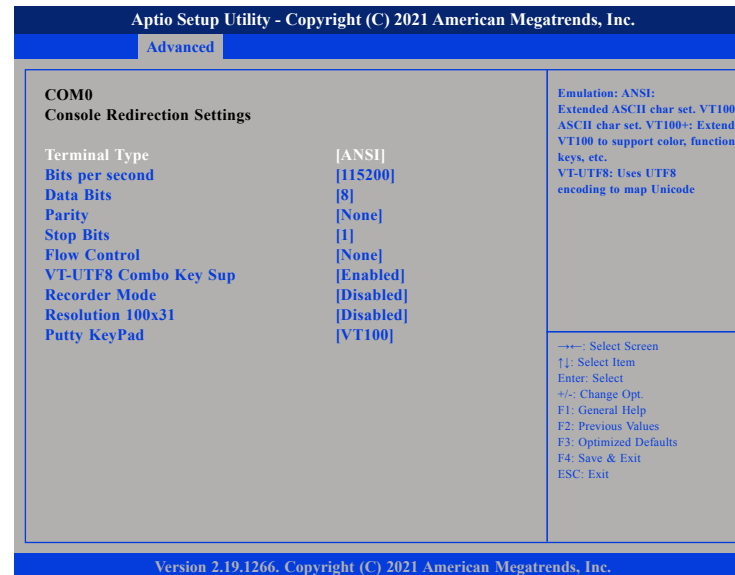 Aptio Setup Utility - Copyright (C) 2021 American Megatrends, Inc.
Advanced
COM0
Console Redirection Settings
Terminal Type [ANSI]
Bits per second [115200]
Data Bits [8]
Parity [None]
Stop Bits [1]
Flow Control [None]
VT-UTF8 Combo Key Sup [Enabled]
Recorder Mode [Disabled]
Resolution 100x31 [Disabled]
Putty KeyPad [VT100]
Emulation: ANSI:
Extended ASCII char set. VT100
ASCII char set. VT100+: Extend
VT100 to support color, function
keys, etc.
VT-UTF8: Uses UTF8
encoding to map Unicode
→←: Select Screen
↑↓: Select Item
Enter: Select
+/-: Change Opt.
F1: General Help
F2: Previous Values
F3: Optimized Defaults
F4: Save & Exit
ESC: Exit
Version 2.19.1266. Copyright (C) 2021 American Megatrends, Inc.